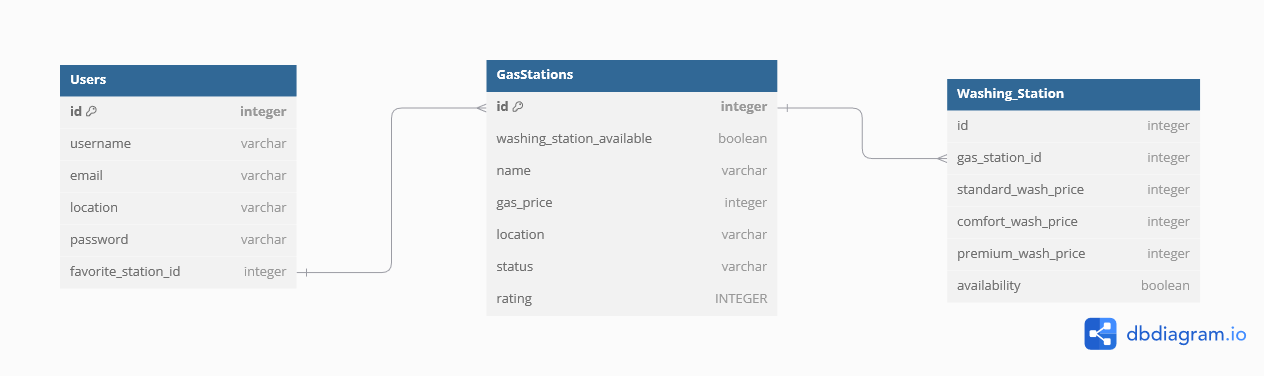 Users
id integer
username varchar
email varchar
location varchar
password varchar
favorite_station_id integer
GasStations
id integer
washing_station_available boolean
name varchar
gas_price integer
location varchar
status varchar
rating INTEGER
Washing_Station
id integer
gas_station_id integer
standard_wash_price integer
comfort_wash_price integer
premium_wash_price integer
availability boolean
dbdiagram.io